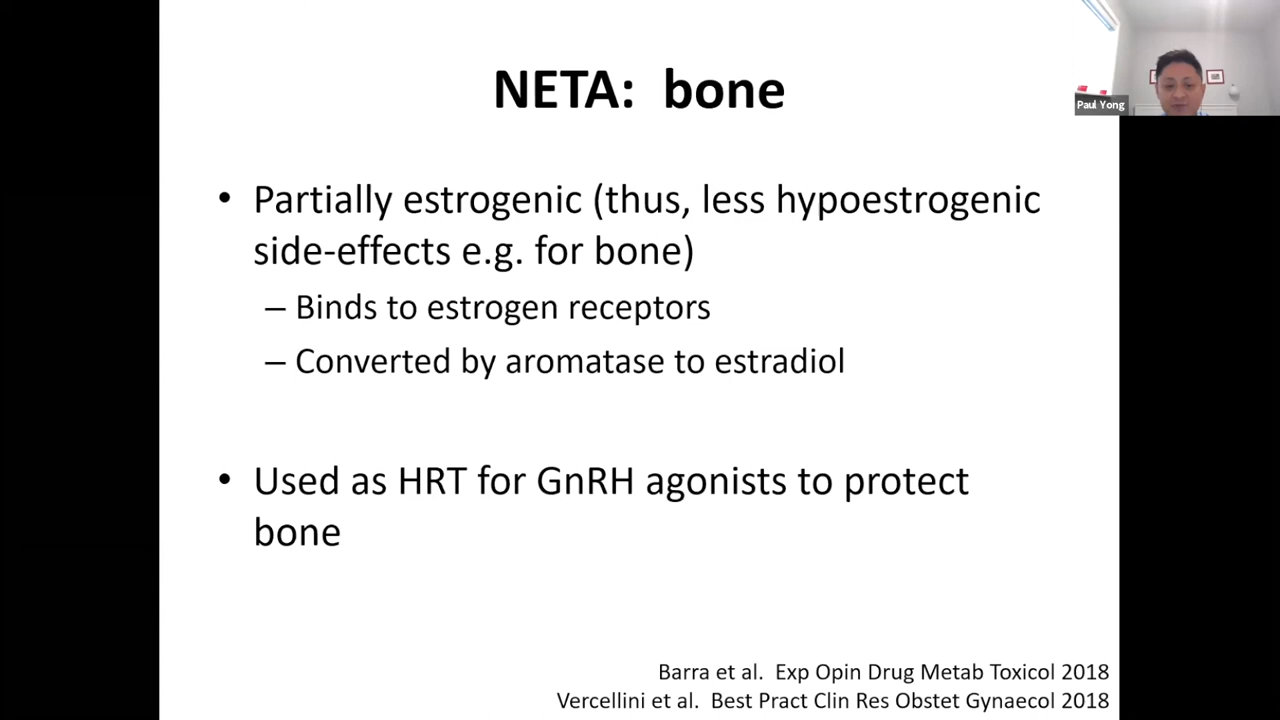 NETA: bone
Paul Yong
• Partially estrogenic (thus, less hypoestrogenic
side-effects e.g. for bone)
– Binds to estrogen receptors
– Converted by aromatase to estradiol
• Used as HRT for GnRH agonists to protect
bone
Barra et al. Exp Opin Drug Metab Toxicol 2018
Vercellini et al. Best Pract Clin Res Obstet Gynaecol 2018